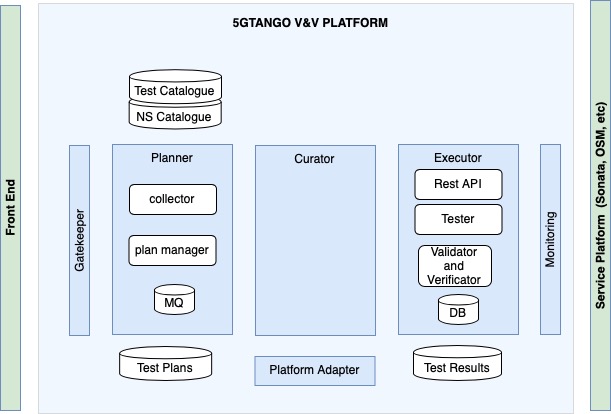 5GTANGO V&V PLATFORM
Front End
Test Catalogue
NS Catalogue
Gatekeeper
Planner
collector
plan manager
MQ
Curator
Executor
Rest API
Tester
Validator
and
Verificator
DB
Monitoring
Test Plans
Platform Adapter
Test Results
Service Platform (Sonata, OSM, etc)